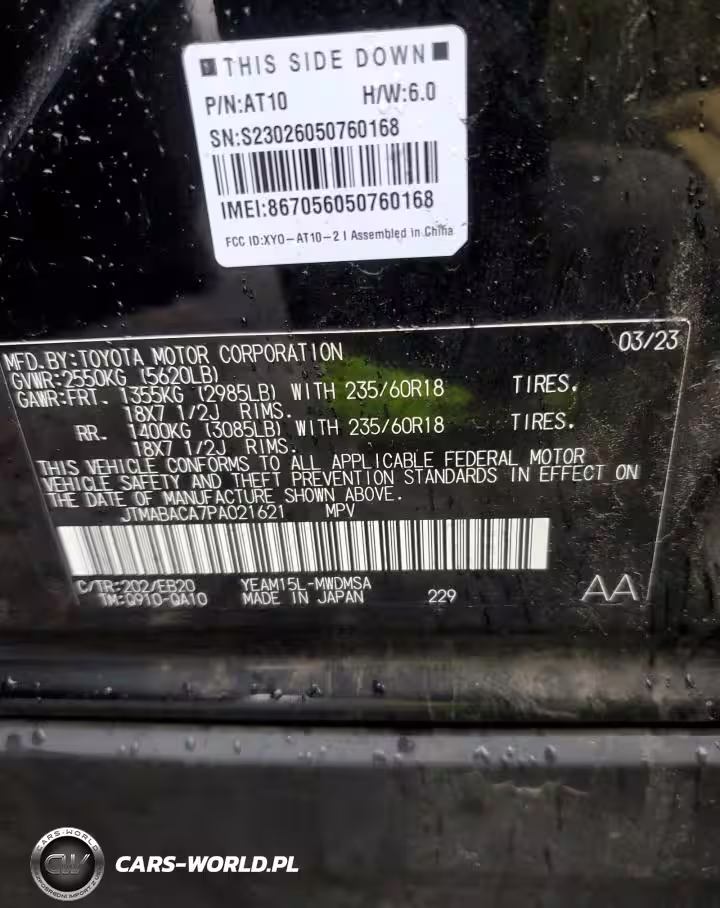 THIS SIDE DOWN
P/N:AT10 H/W:6.0
SN:S23026050760168
IMEI:867056050760168
FCC ID:XYO-AT10-2 | Assembled in China
MFD.BY:TOYOTA MOTOR CORPORATION 03/23
GVWR:2550KG (5620LB)
GAWR:FRT. 1355KG (2985LB) WITH 235/60R18 TIRES.
18X7 1/2J RIMS.
RR. 1400KG (3085LB) WITH 235/60R18 TIRES.
18X7 1/2J RIMS.
THIS VEHICLE CONFORMS TO ALL APPLICABLE FEDERAL MOTOR
VEHICLE SAFETY AND THEFT PREVENTION STANDARDS IN EFFECT ON
THE DATE OF MANUFACTURE SHOWN ABOVE.
JTMABACA7PA021621 MPV
C/TR:202/EB20 YEAM15L-MWDMSA
TM:Q910-QA10 MADE IN JAPAN 229 AA
CARS-WORLD
CW
CARS-WORLD.PL